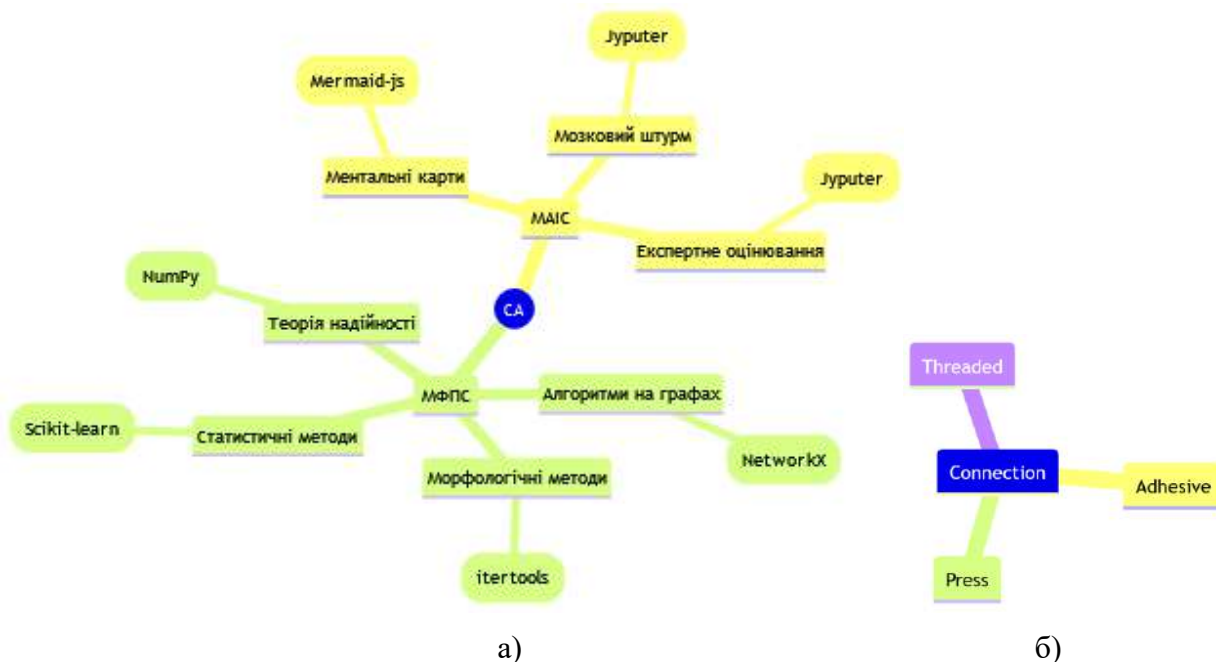 Jyputer
Mermaid-js
Мозковий штурм
Ментальні карти
Jyputer
МАІС
Експертне оцінювання
NumPy
СА
Теорія надійності
Threaded
МФПС
Алгоритми на графах
Scikit-learn
Статистичні методи
NetworkX
Морфологічні методи
Connection
Adhesive
itertools
Press
а)
б)